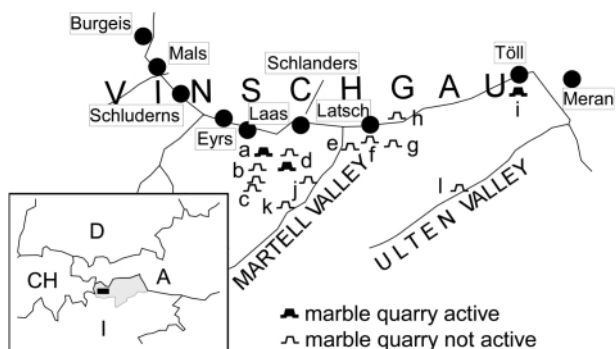 Burgeis
Mals
Schlanders
Töll
VINSCHGAU
Schluderns
Laas
Latsch
Meran
Eyrs
i
h
a
d
e
f
g
b
j
c
k
l
MARTELL VALLEY
ULTEN VALLEY
D
CH
A
I
marble quarry active
marble quarry not active